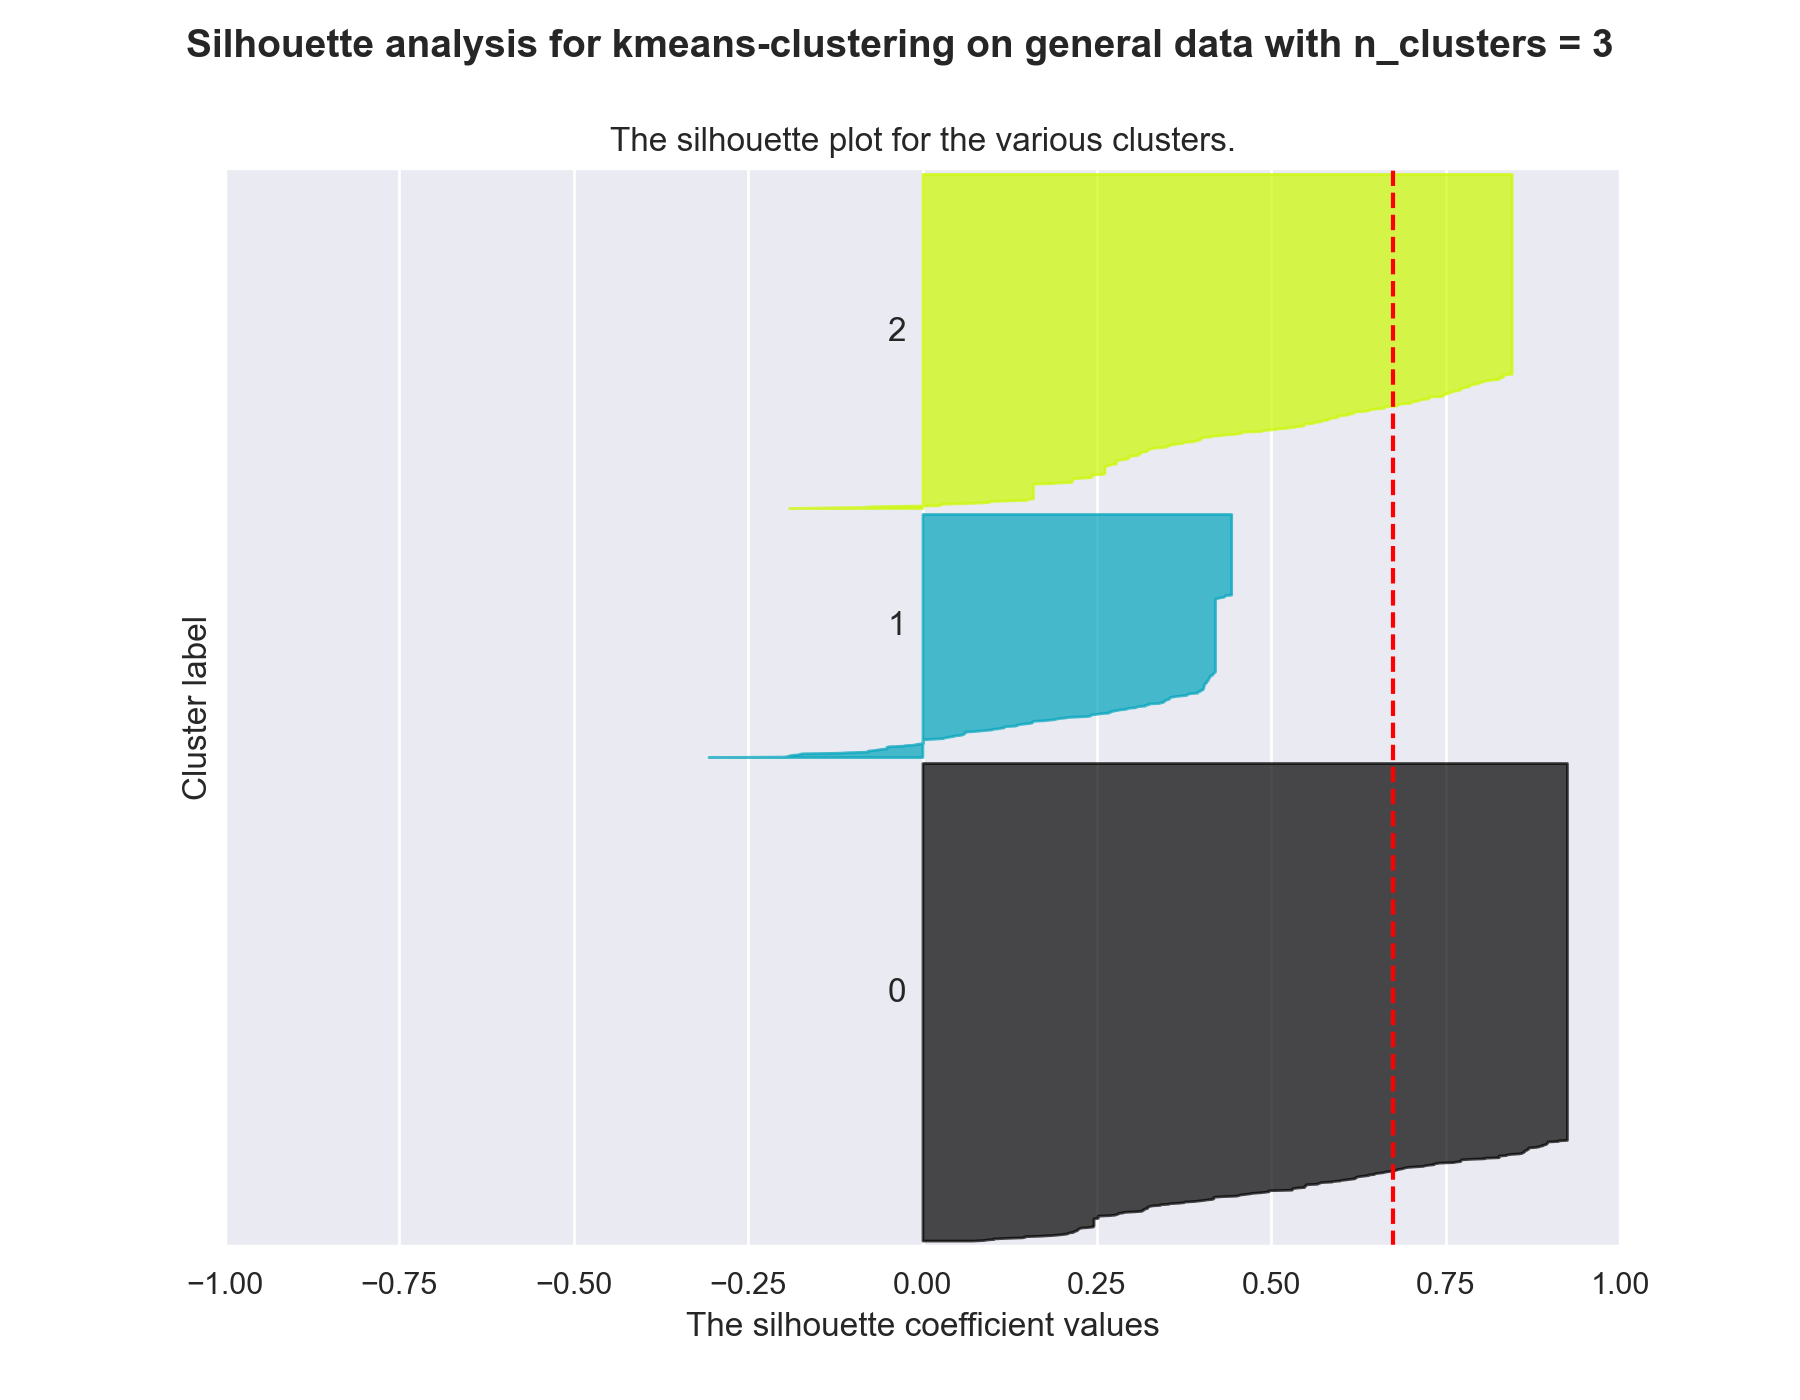 Silhouette analysis for kmeans-clustering on general data with n_clusters = 3
The silhouette plot for the various clusters.
2
1
0
Cluster label
−1.00 −0.75 −0.50 −0.25 0.00 0.25 0.50 0.75 1.00
The silhouette coefficient values